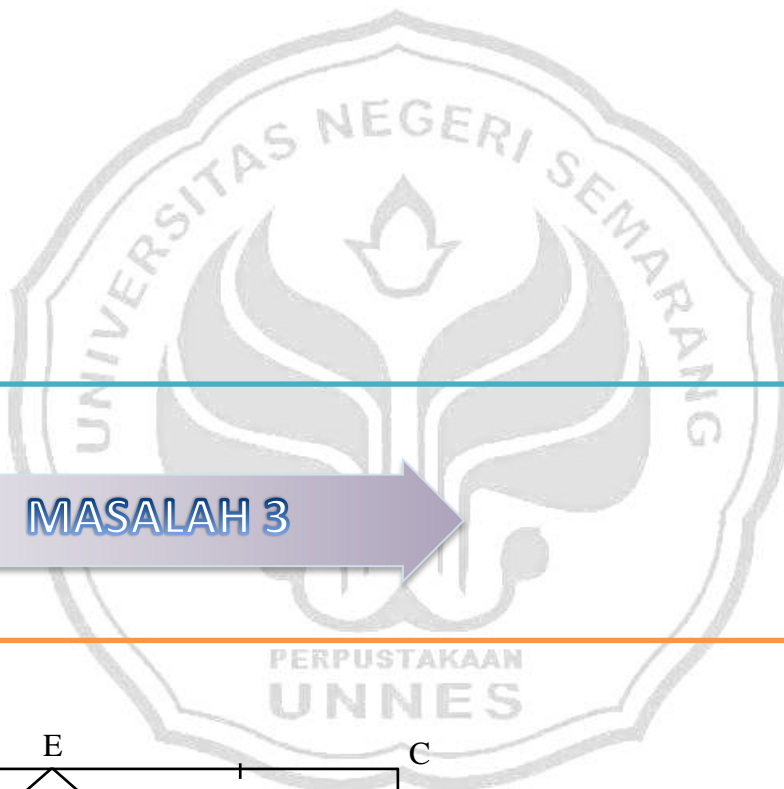 UNIVERSITAS NEGERI SEMARANG
MASALAH 3
PERPUSTAKAAN
UNNES
E
C